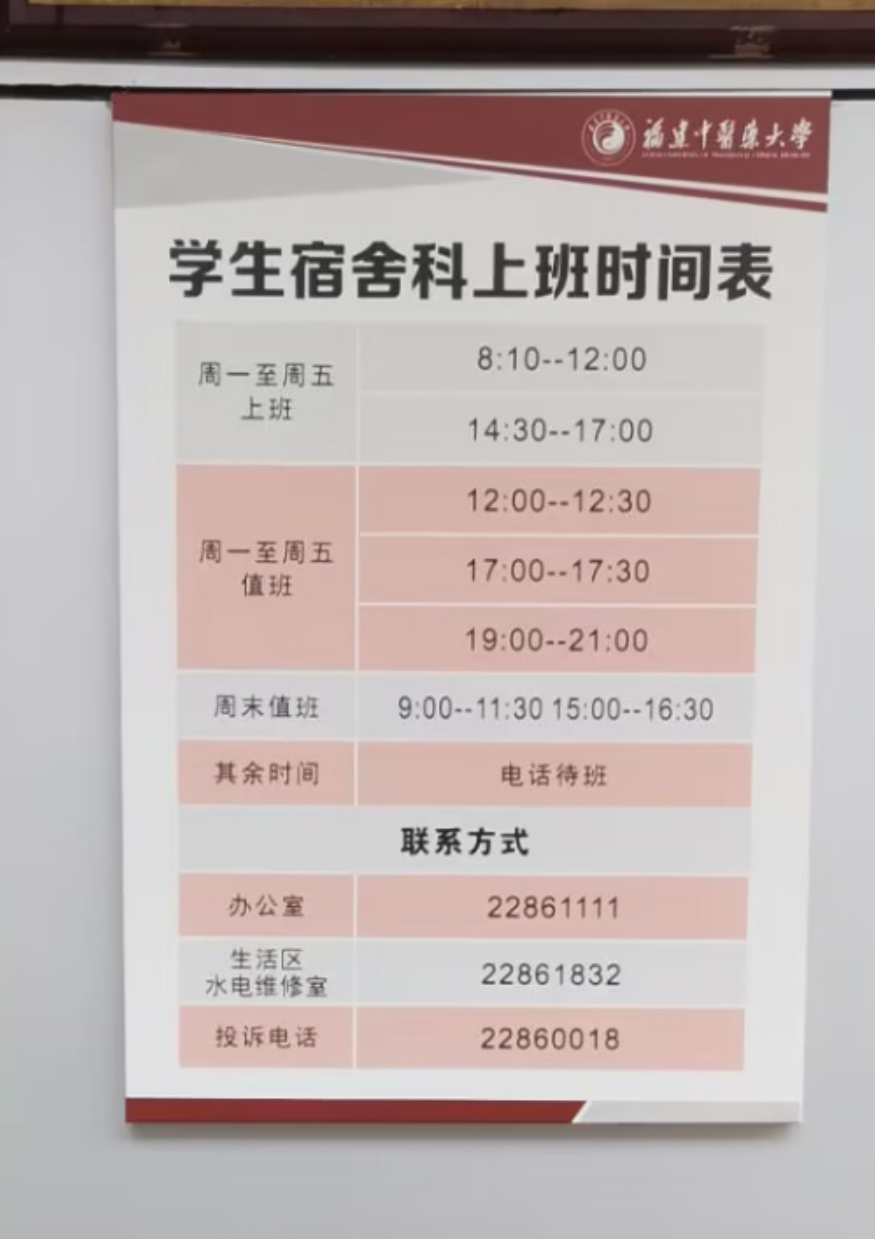 福建中医药大学
学生宿舍科上班时间表
周一至周五
上班
8:10--12:00
14:30--17:00
周一至周五
值班
12:00--12:30
17:00--17:30
19:00--21:00
周末值班 9:00--11:30 15:00--16:30
其余时间 电话待班
联系方式
办公室 22861111
生活区
水电维修室 22861832
投诉电话 22860018